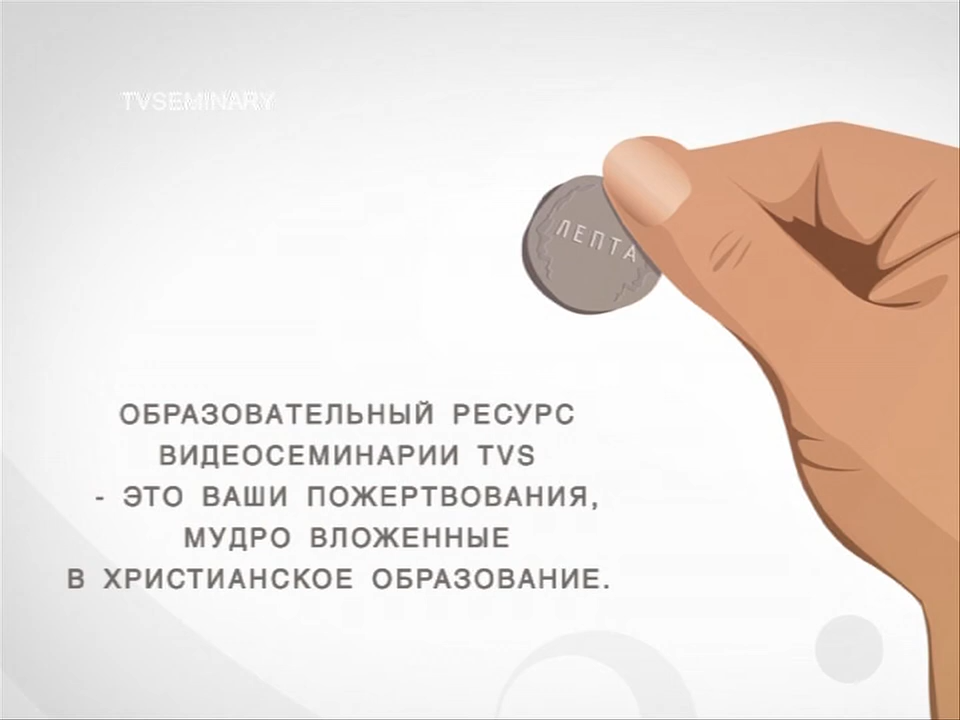 TVSEMINARY
ЛЕПТА
ОБРАЗОВАТЕЛЬНЫЙ РЕСУРС
ВИДЕОСЕМИНАРИИ TVS
- ЭТО ВАШИ ПОЖЕРТВОВАНИЯ,
МУДРО ВЛОЖЕННЫЕ
В ХРИСТИАНСКОЕ ОБРАЗОВАНИЕ.